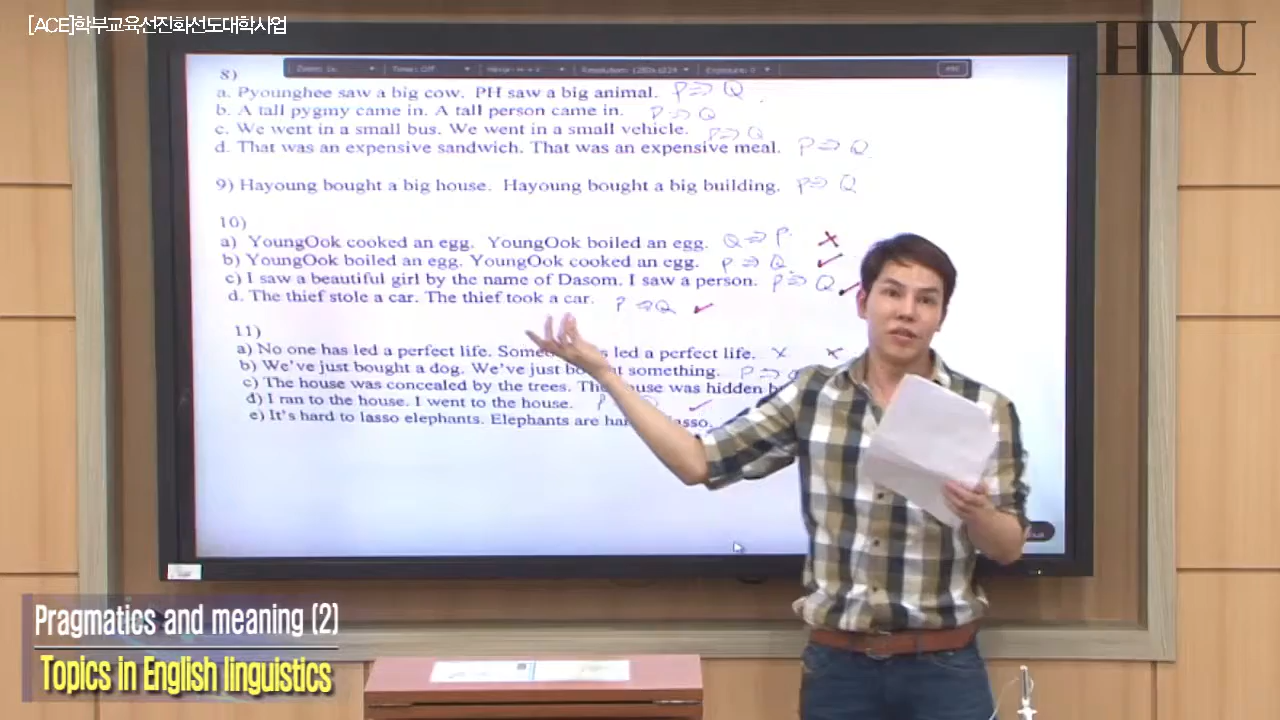 [ACE]학부교육선진화선도대학사업
HYU
8)
a. Pyounghee saw a big cow. PH saw a big animal. P⇒Q
b. A tall pygmy came in. A tall person came in. P⇒Q
c. We went in a small bus. We went in a small vehicle. P⇒Q
d. That was an expensive sandwich. That was an expensive meal. P⇒Q
9) Hayoung bought a big house. Hayoung bought a big building. P⇒Q
10)
a) YoungOok cooked an egg. YoungOok boiled an egg. Q⇒P ✗
b) YoungOok boiled an egg. YoungOok cooked an egg. P⇒Q ✓
c) I saw a beautiful girl by the name of Dasom. I saw a person. P⇒Q ✓
d. The thief stole a car. The thief took a car. P⇒Q ✓
11)
a) No one has led a perfect life. led a perfect life. x x
b) We've just bought a dog. We've just something. P⇒
c) The house was concealed by the trees. house was hidden
d) I ran to the house. I went to the house. P ✓
e) It's hard to lasso elephants. Elephants are
Pragmatics and meaning (2)
Topics in English linguistics